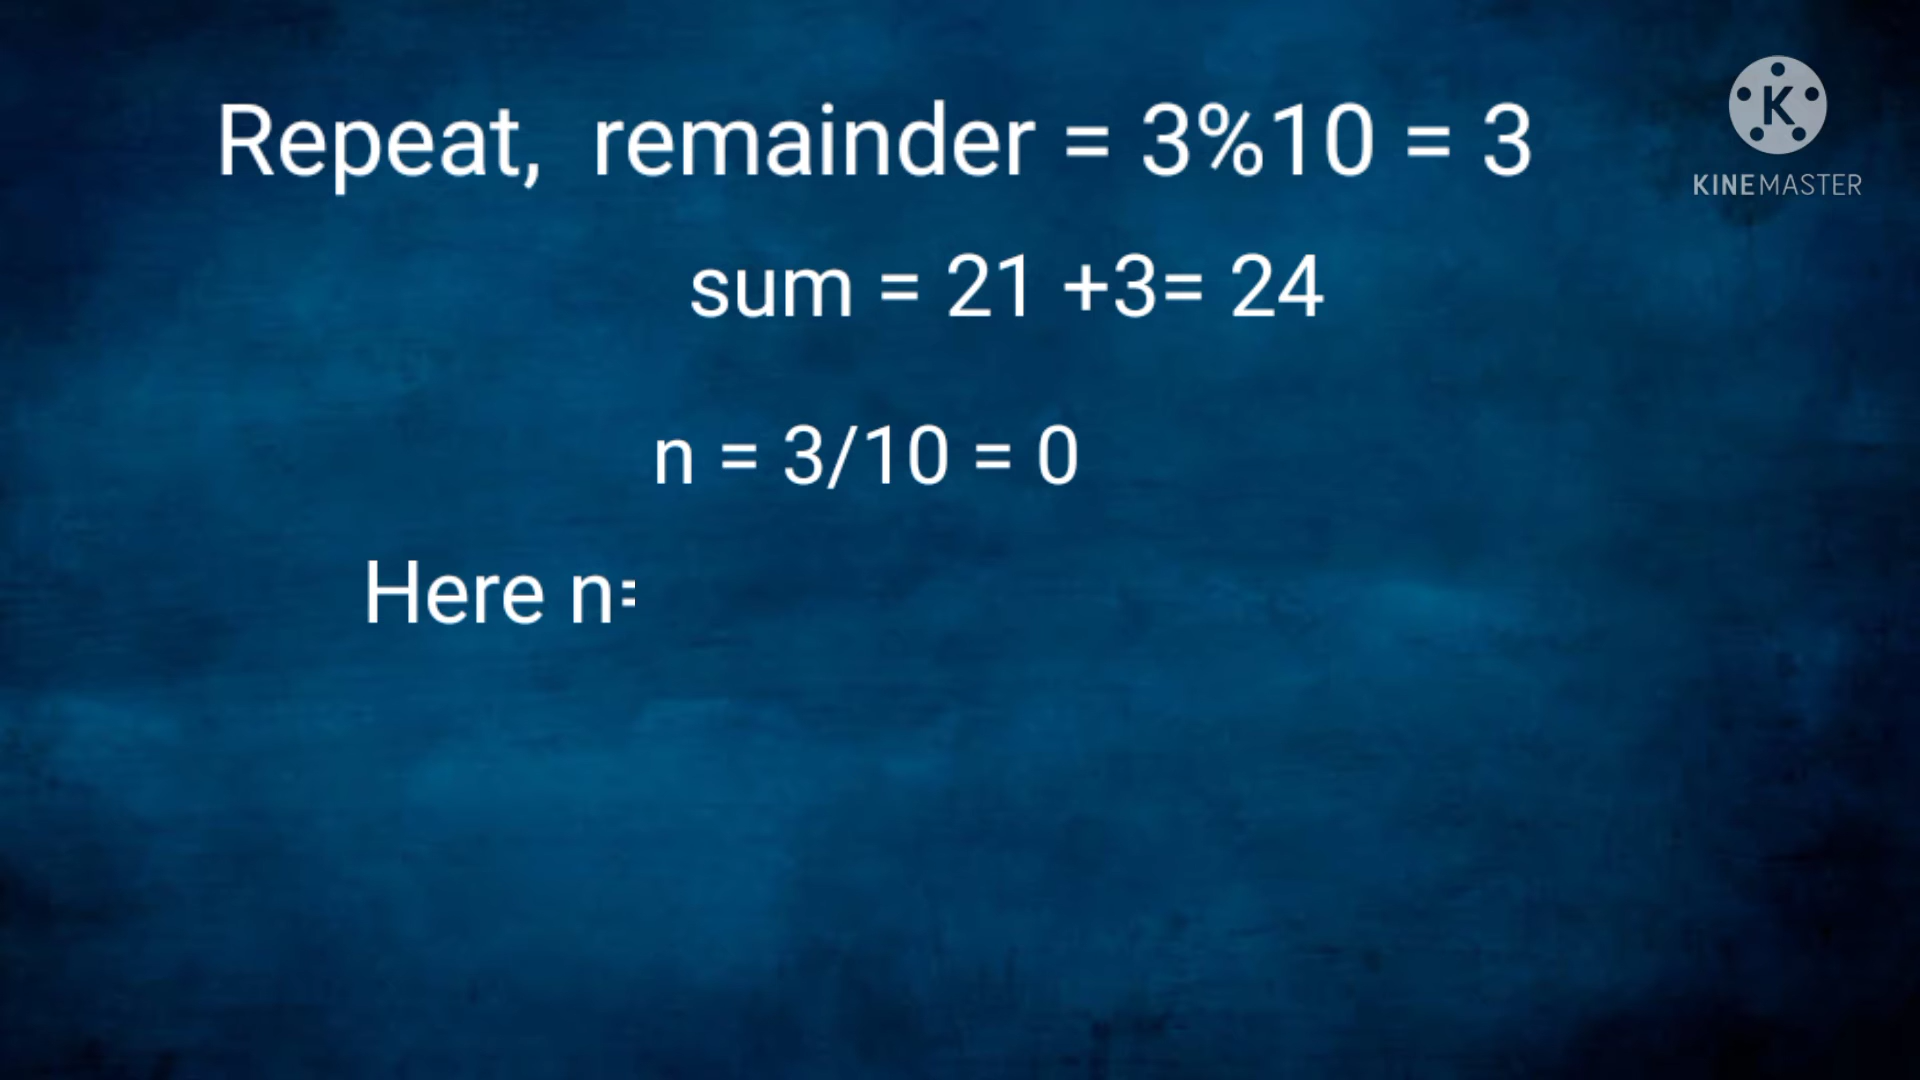 Repeat, remainder = 3%10 = 3
K
KINEMASTER
sum = 21 +3= 24
n = 3/10 = 0
Here n=